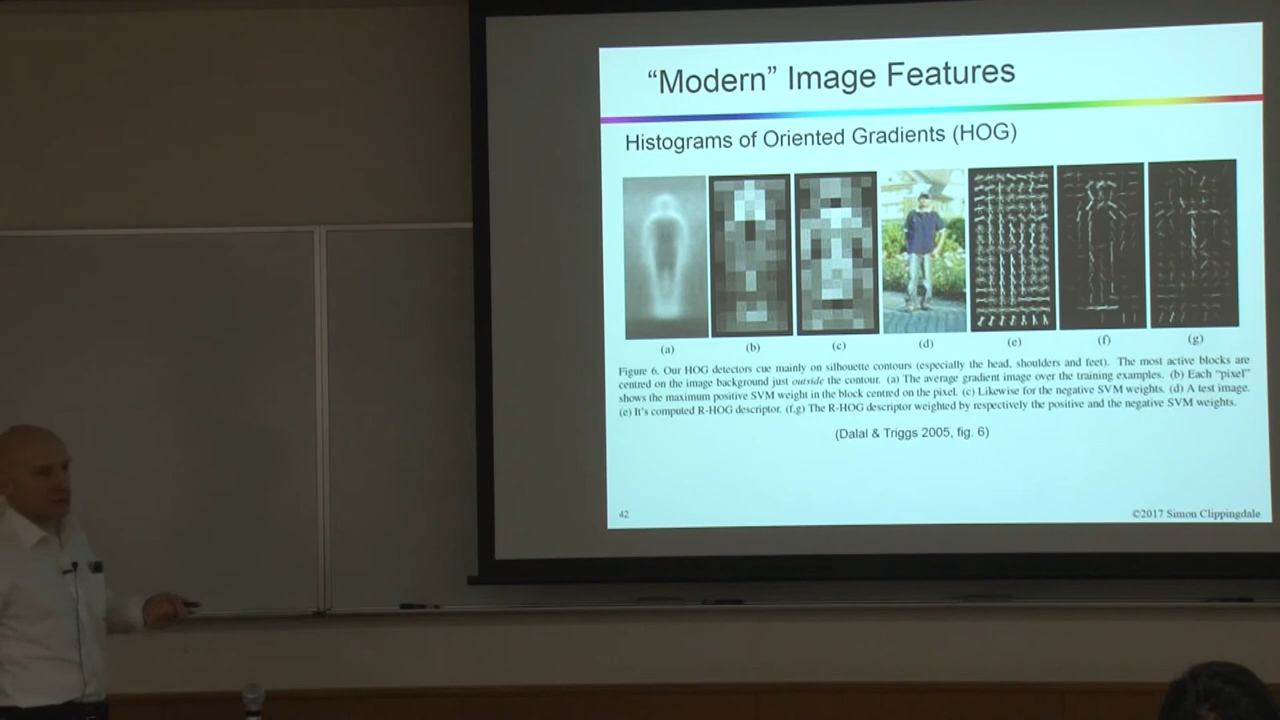 “Modern” Image Features
Histograms of Oriented Gradients (HOG)
(a) (b) (c) (d) (e) (f) (g)
Figure 6. Our HOG detectors cue mainly on silhouette contours (especially the head, shoulders and feet). The most active blocks are
centred on the image background just outside the contour. (a) The average gradient image over the training examples. (b) Each “pixel”
shows the maximum positive SVM weight in the block centred on the pixel. (c) Likewise for the negative SVM weights. (d) A test image.
(e) It's computed R-HOG descriptor. (f,g) The R-HOG descriptor weighted by respectively the positive and the negative SVM weights.
(Dalal & Triggs 2005, fig. 6)
42
©2017 Simon Clippingdale